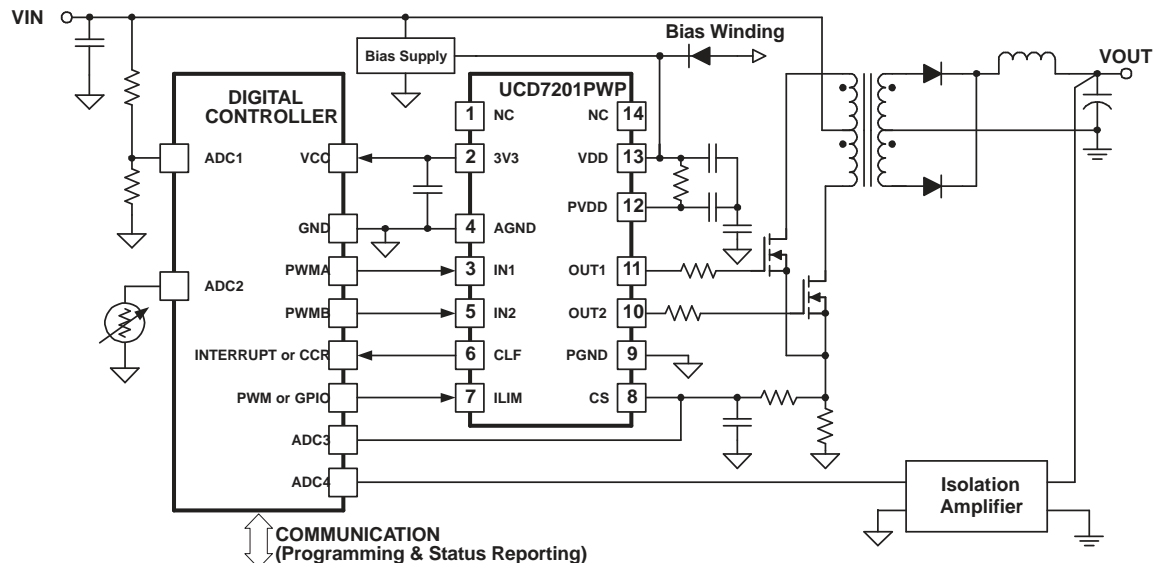 VIN
Bias Winding
VOUT
Bias Supply
DIGITAL
CONTROLLER
UCD7201PWP
1 NC
NC 14
ADC1
VCC
2 3V3
VDD 13
PVDD 12
GND
4 AGND
ADC2
PWMA
3 IN1
OUT1 11
PWMB
5 IN2
OUT2 10
INTERRUPT or CCR
6 CLF
PGND 9
PWM or GPIO
7 ILIM
CS 8
ADC3
ADC4
Isolation
Amplifier
COMMUNICATION
(Programming & Status Reporting)